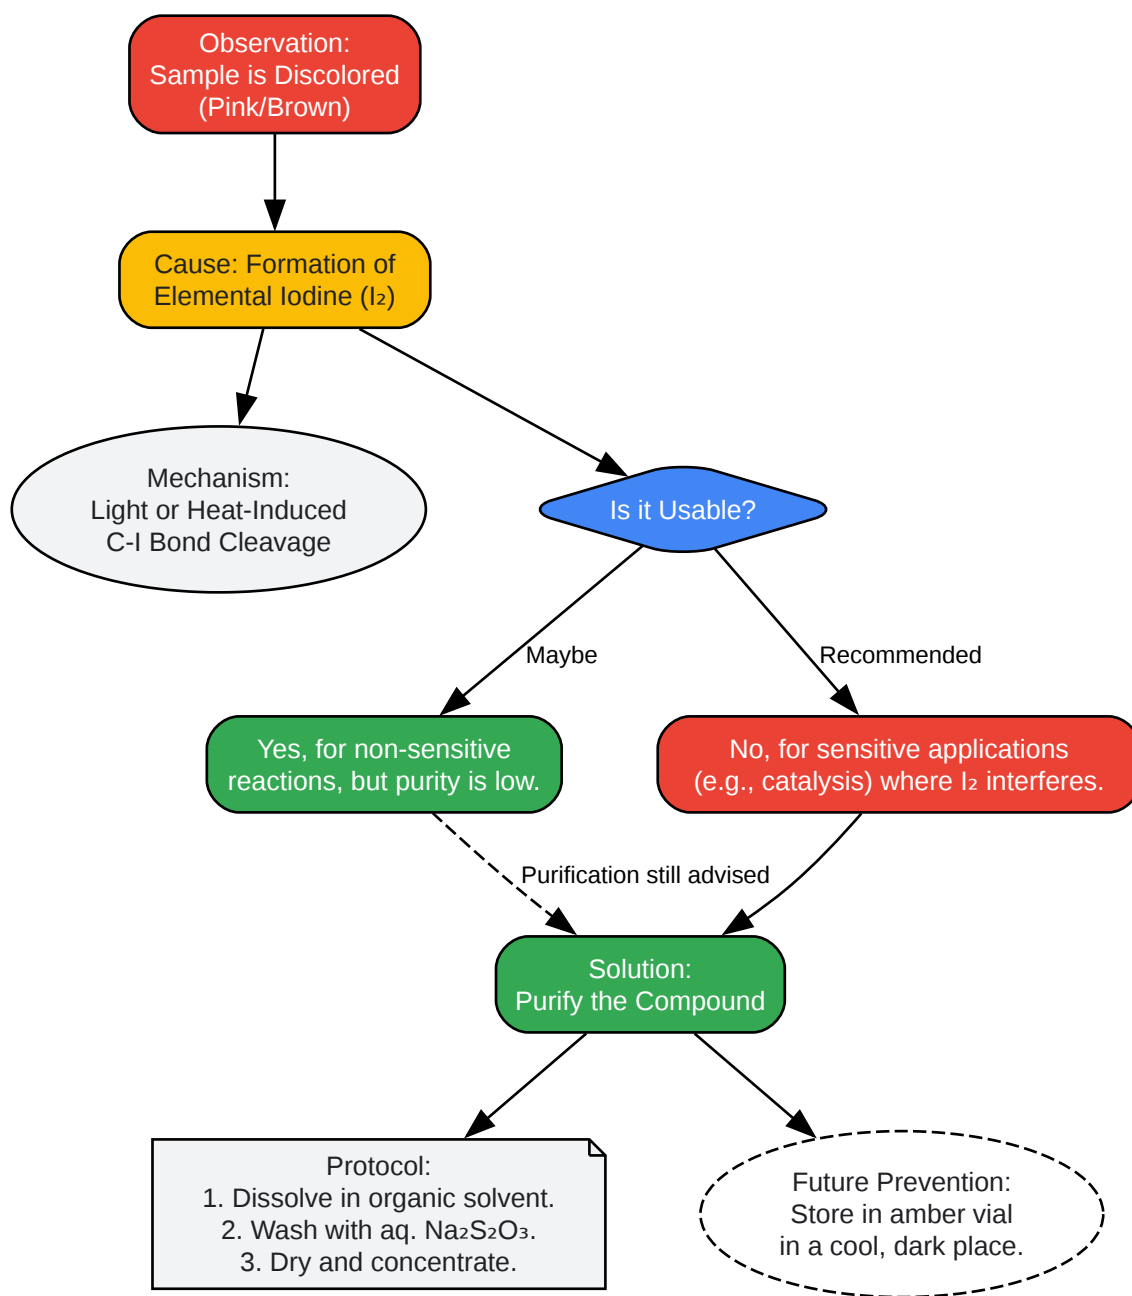 Observation:
Sample is Discolored
(Pink/Brown)
Cause: Formation of
Elemental Iodine (I₂)
Mechanism:
Light or Heat-Induced
C-I Bond Cleavage
Is it Usable?
Maybe
Recommended
Yes, for non-sensitive
reactions, but purity is low.
No, for sensitive applications
(e.g., catalysis) where I₂ interferes.
Purification still advised
Solution:
Purify the Compound
Protocol:
1. Dissolve in organic solvent.
2. Wash with aq. Na₂S₂O₃.
3. Dry and concentrate.
Future Prevention:
Store in amber vial
in a cool, dark place.